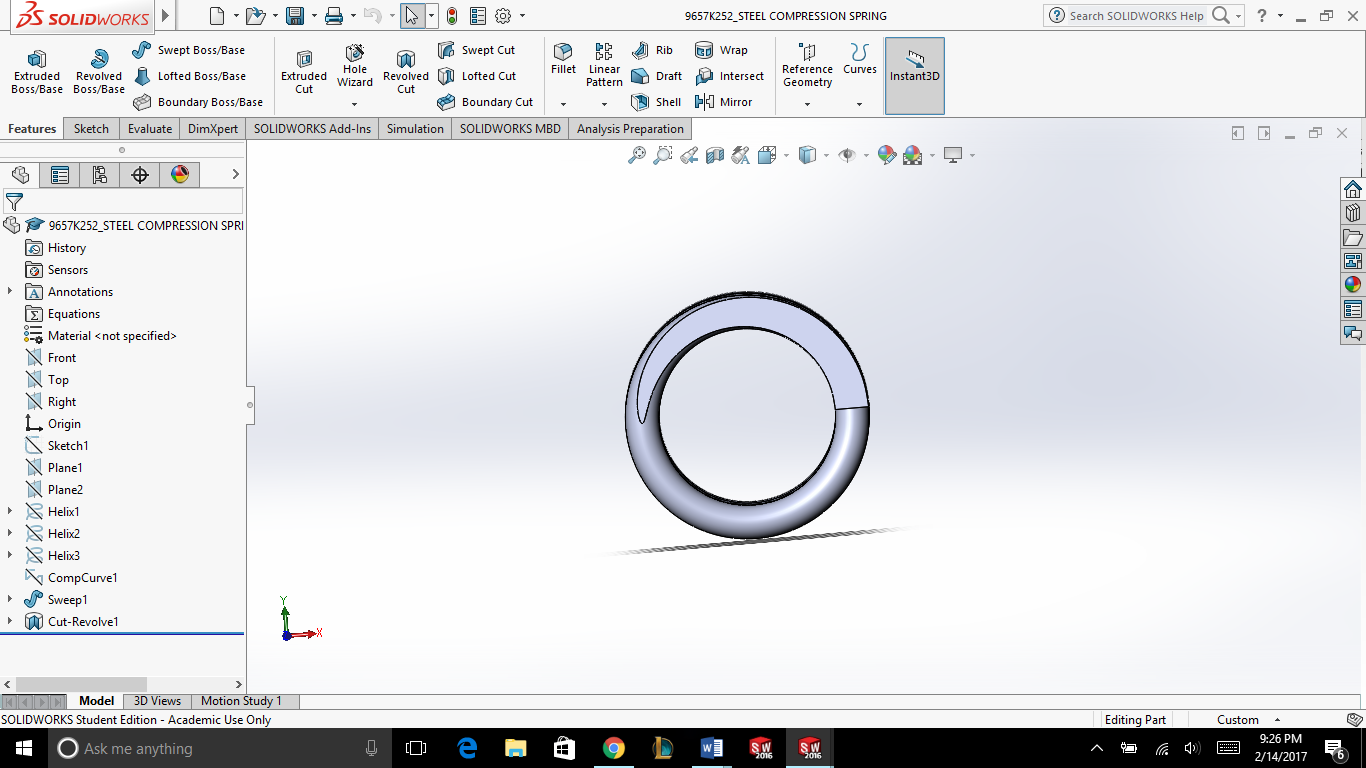 SOLIDWORKS
9657K252_STEEL COMPRESSION SPRING
Search SOLIDWORKS Help
?
Extruded Boss/Base
Revolved Boss/Base
Swept Boss/Base
Lofted Boss/Base
Boundary Boss/Base
Extruded Cut
Hole Wizard
Revolved Cut
Swept Cut
Lofted Cut
Boundary Cut
Fillet
Linear Pattern
Rib
Draft
Shell
Wrap
Intersect
Mirror
Reference Geometry
Curves
Instant3D
Features
Sketch
Evaluate
DimXpert
SOLIDWORKS Add-Ins
Simulation
SOLIDWORKS MBD
Analysis Preparation
9657K252_STEEL COMPRESSION SPRI
History
Sensors
Annotations
Equations
Material <not specified>
Front
Top
Right
Origin
Sketch1
Plane1
Plane2
Helix1
Helix2
Helix3
CompCurve1
Sweep1
Cut-Revolve1
Y
X
Model
3D Views
Motion Study 1
SOLIDWORKS Student Edition - Academic Use Only
Editing Part
Custom
Ask me anything
SW 2016
SW 2016
9:26 PM
2/14/2017
6